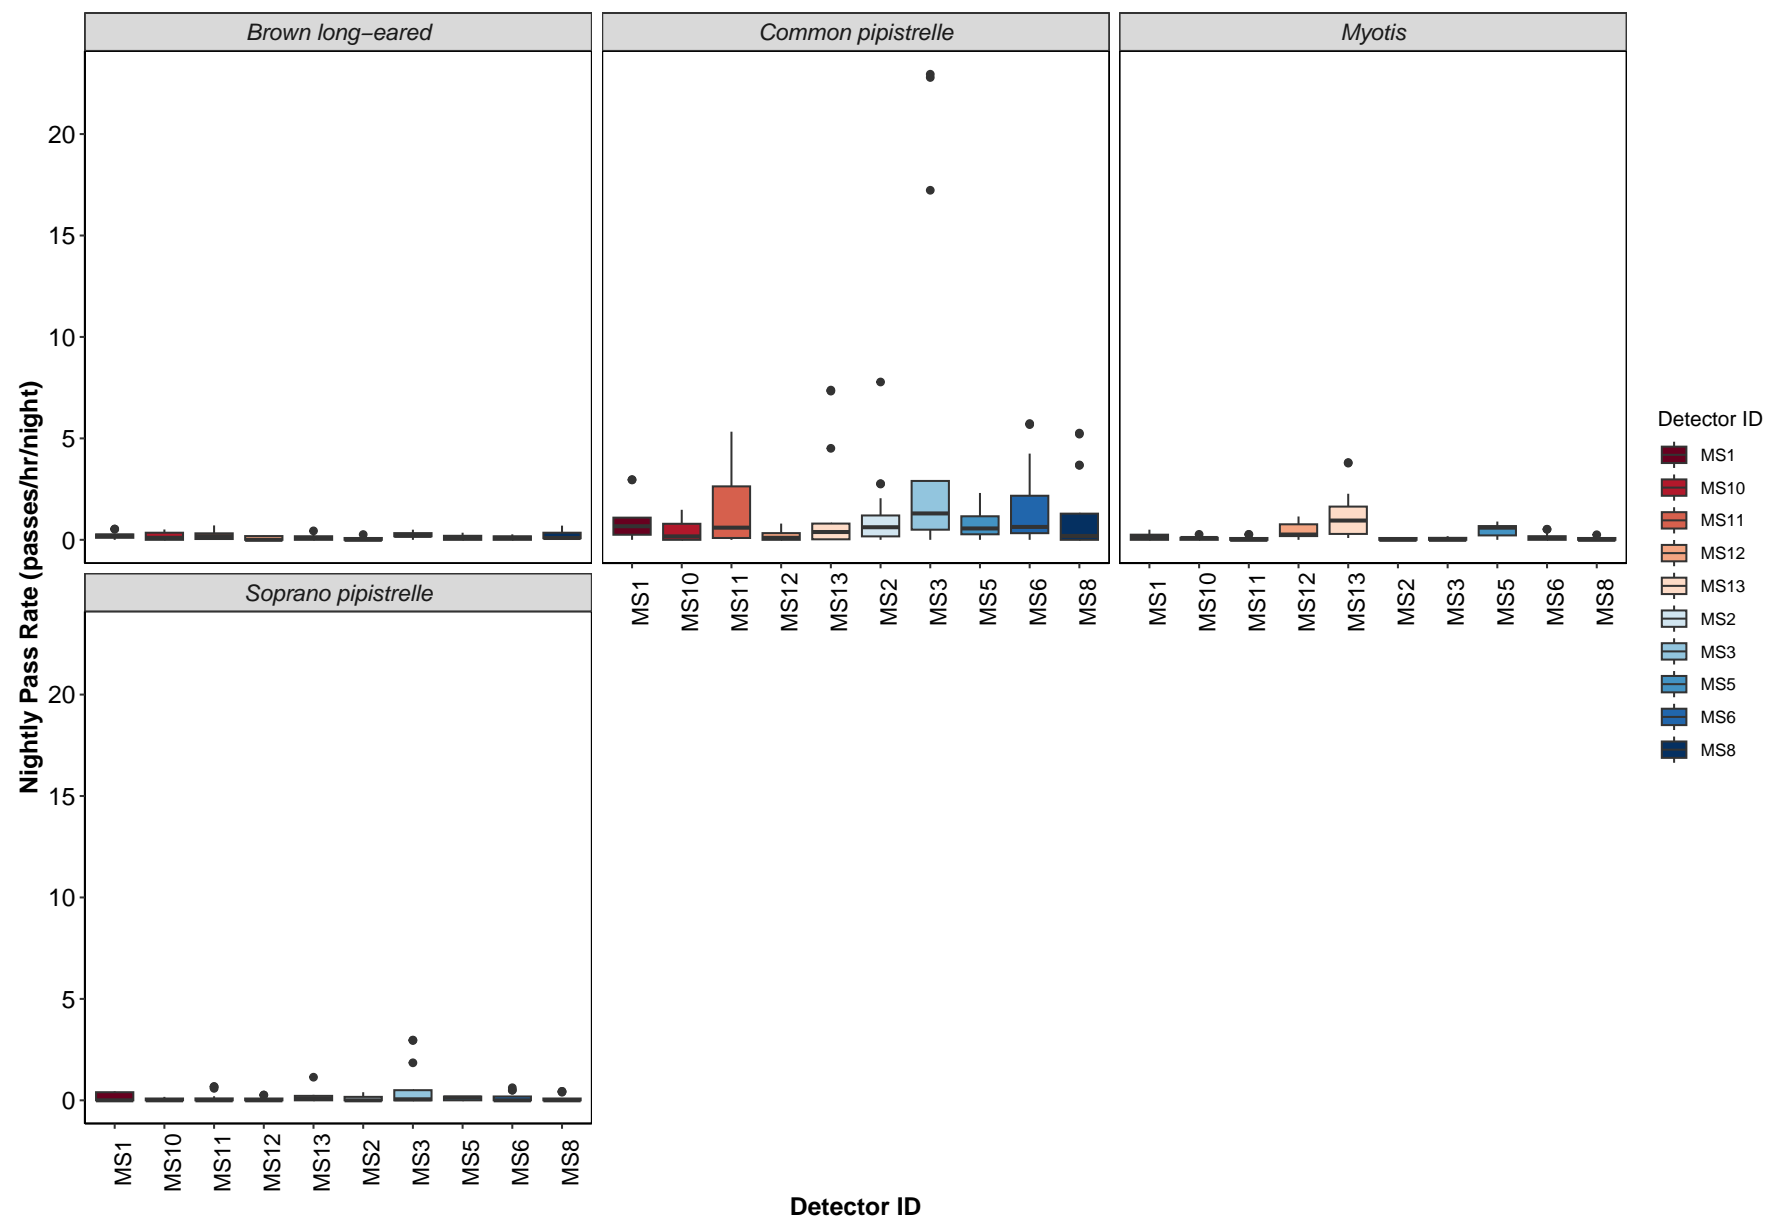 Brown long−eared
Common pipistrelle
Myotis
20
15
10
5
0
MS1
MS10
MS11
MS12
MS13
MS2
MS3
MS5
MS6
MS8
MS1
MS10
MS11
MS12
MS13
MS2
MS3
MS5
MS6
MS8
Soprano pipistrelle
20
15
10
5
0
MS1
MS10
MS11
MS12
MS13
MS2
MS3
MS5
MS6
MS8
Nightly Pass Rate (passes/hr/night)
Detector ID
Detector ID
MS1
MS10
MS11
MS12
MS13
MS2
MS3
MS5
MS6
MS8